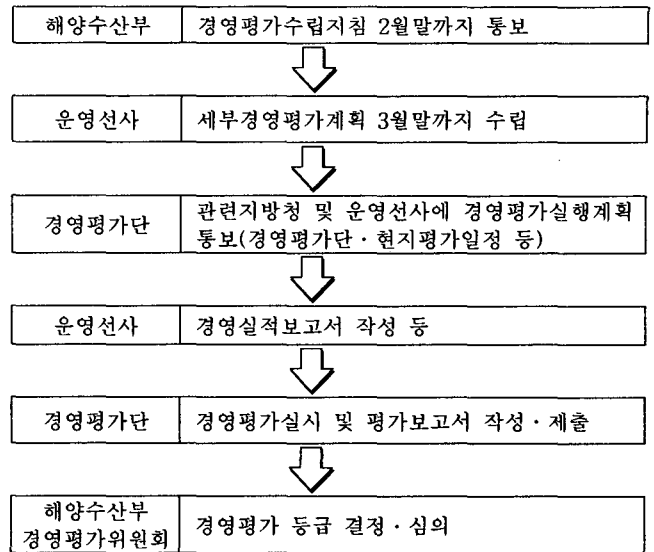 해양수산부 경영평가수립지침 2월말까지 통보
운영선사 세부경영평가계획 3월말까지 수립
경영평가단 관련지방청 및 운영선사에 경영평가실행계획
통보(경영평가단·현지평가일정 등)
운영선사 경영실적보고서 작성 등
경영평가단 경영평가실시 및 평가보고서 작성·제출
해양수산부
경영평가위원회 경영평가 등급 결정·심의